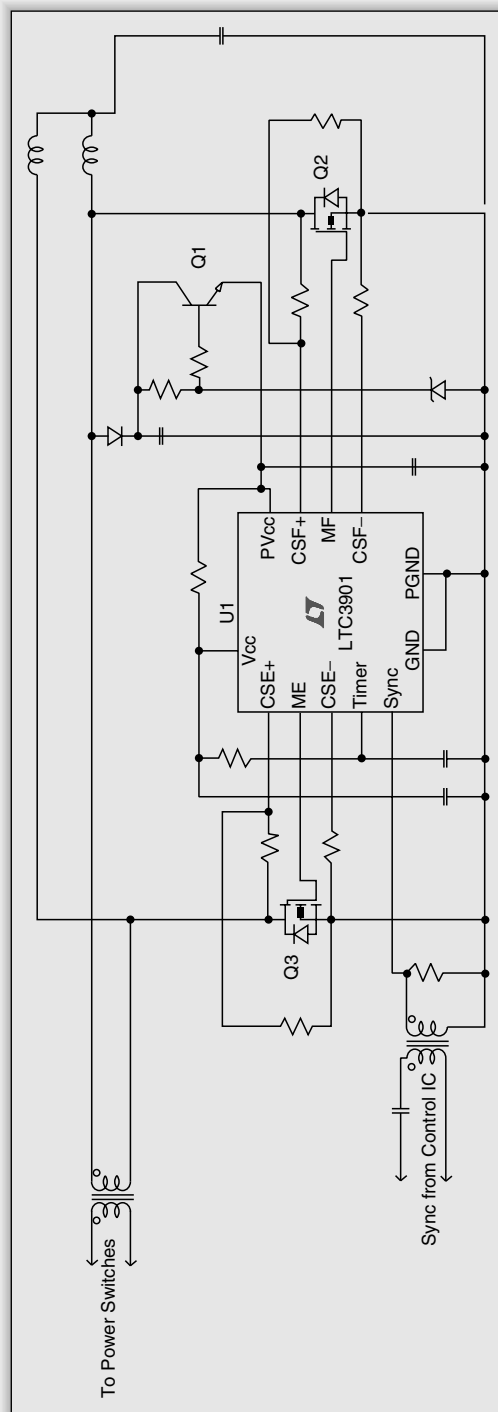 To Power Switches
Q1
Q2
Q3
U1
Vcc
PVcc
CSE+
CSF+
ME
MF
CSE−
CSF−
LTC3901
Timer
Sync
GND
PGND
Sync from Control IC